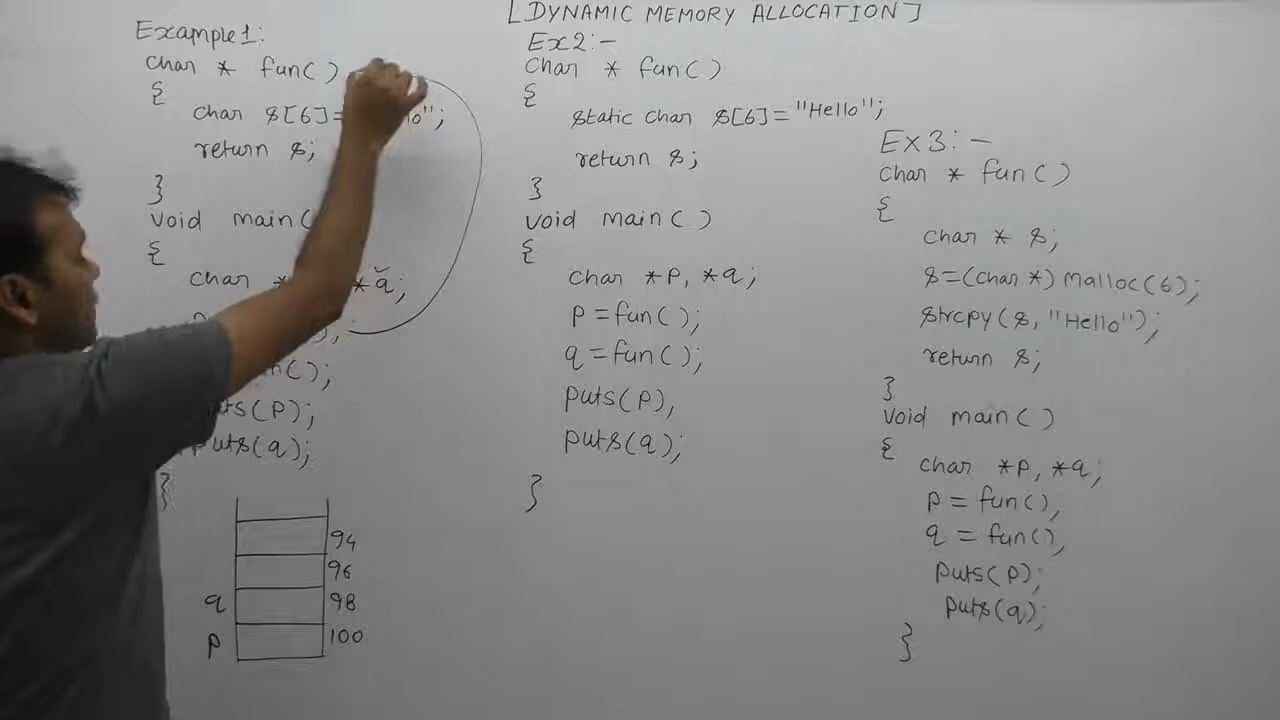 [DYNAMIC MEMORY ALLOCATION]
Example1:
char * fun( )
{
char s[6]= lo";
return s;
}
void main(
{
char * *q;
);
n( );
uts(p);
puts(q);
}
94
96
q 98
p 100
Ex2:-
char * fun( )
{
static char s[6]="Hello";
return s;
}
void main( )
{
char *p, *q;
p=fun( );
q=fun( );
puts(p),
puts(q);
}
Ex3:-
char * fun( )
{
char * s;
s=(char*) malloc(6);
strcpy(s, "Hello");
return s;
}
void main( )
{
char *p, *q;
p = fun( ),
q = fun( ),
puts(p);
puts(q);
}